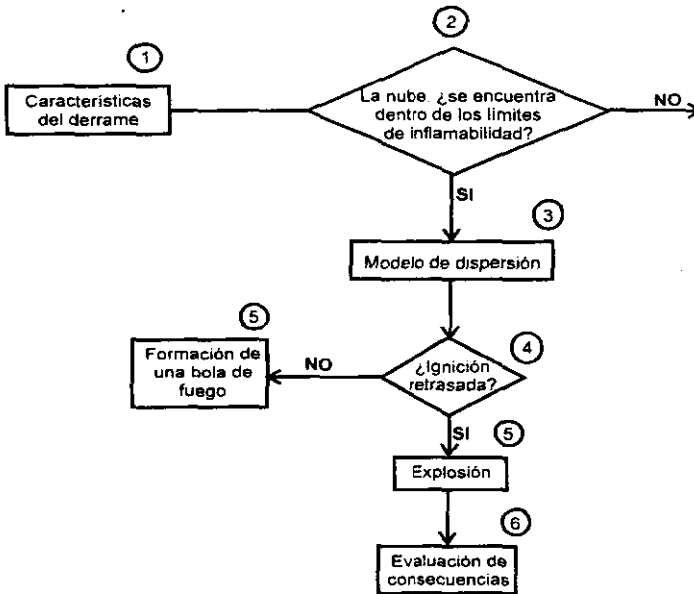 2
1
Características
del derrame
La nube. ¿se encuentra
dentro de los límites
de inflamabilidad?
NO
SI
3
Modelo de dispersión
5
4
Formación de
una bola de
fuego
NO
¿Ignición
retrasada?
SI
5
Explosión
6
Evaluación de
consecuencias